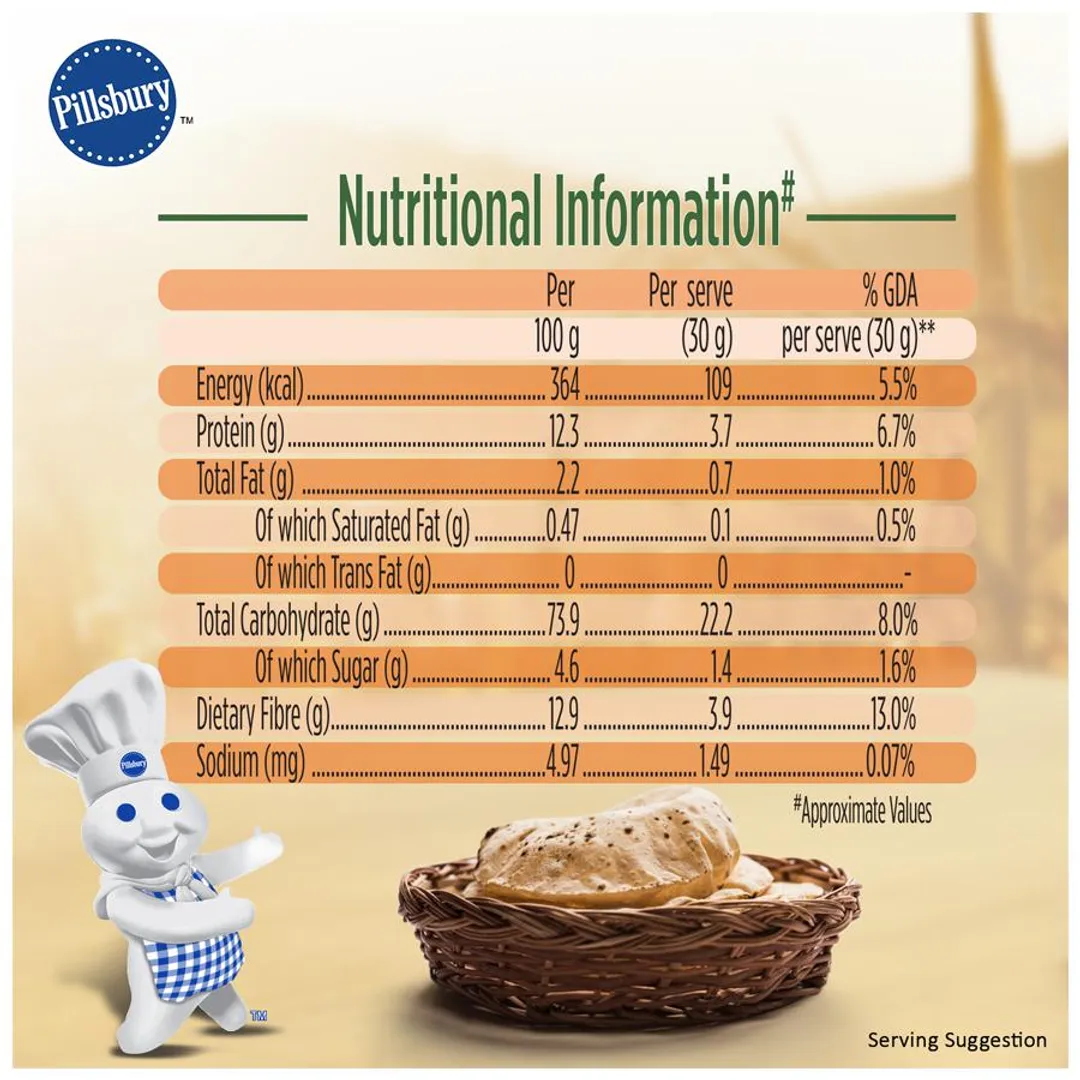 Pillsbury
TM
Nutritional Information#
Per Per serve % GDA
100 g (30 g) per serve (30 g)**
Energy (kcal) 364 109 5.5%
Protein (g) 12.3 3.7 6.7%
Total Fat (g) 2.2 0.7 1.0%
Of which Saturated Fat (g) 0.47 0.1 0.5%
Of which Trans Fat (g) 0 0 -
Total Carbohydrate (g) 73.9 22.2 8.0%
Of which Sugar (g) 4.6 1.4 1.6%
Dietary Fibre (g) 12.9 3.9 13.0%
Sodium (mg) 4.97 1.49 0.07%
#Approximate Values
Pillsbury
TM
Serving Suggestion